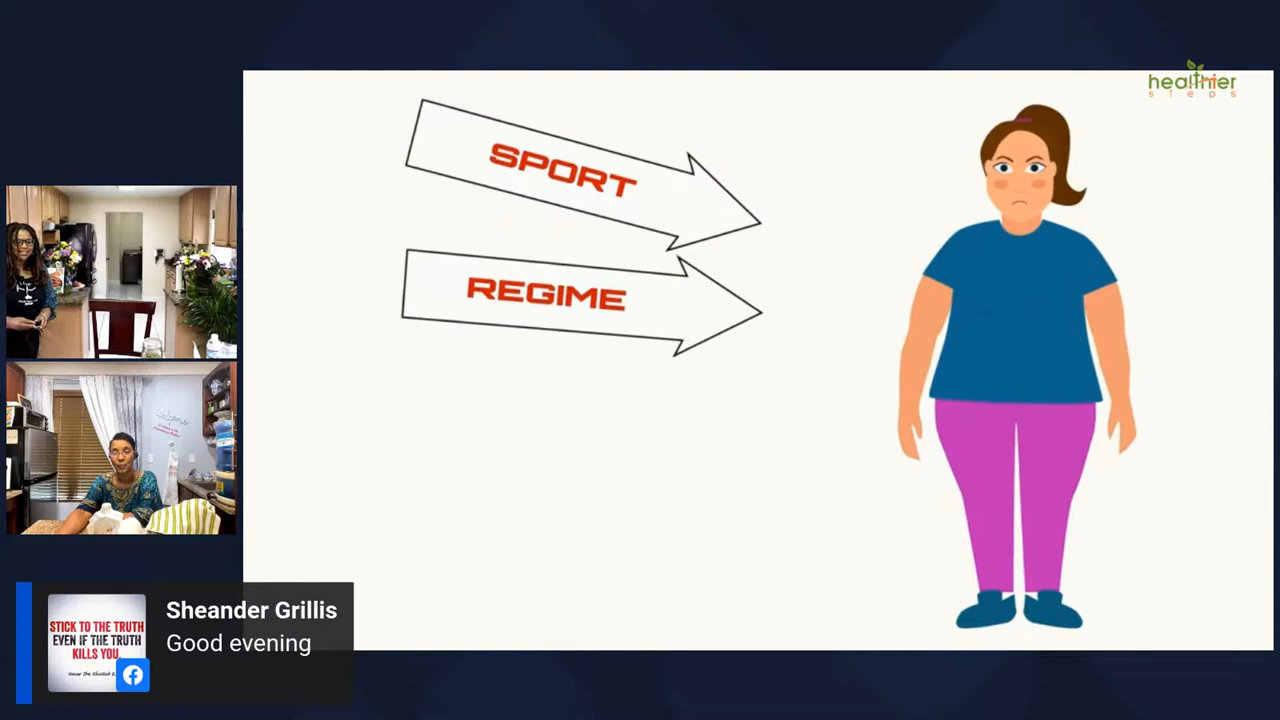 healthier
steps
SPORT
REGIME
Sheander Grillis
Good evening
STICK TO THE TRUTH
EVEN IF THE TRUTH
KILLS YOU.